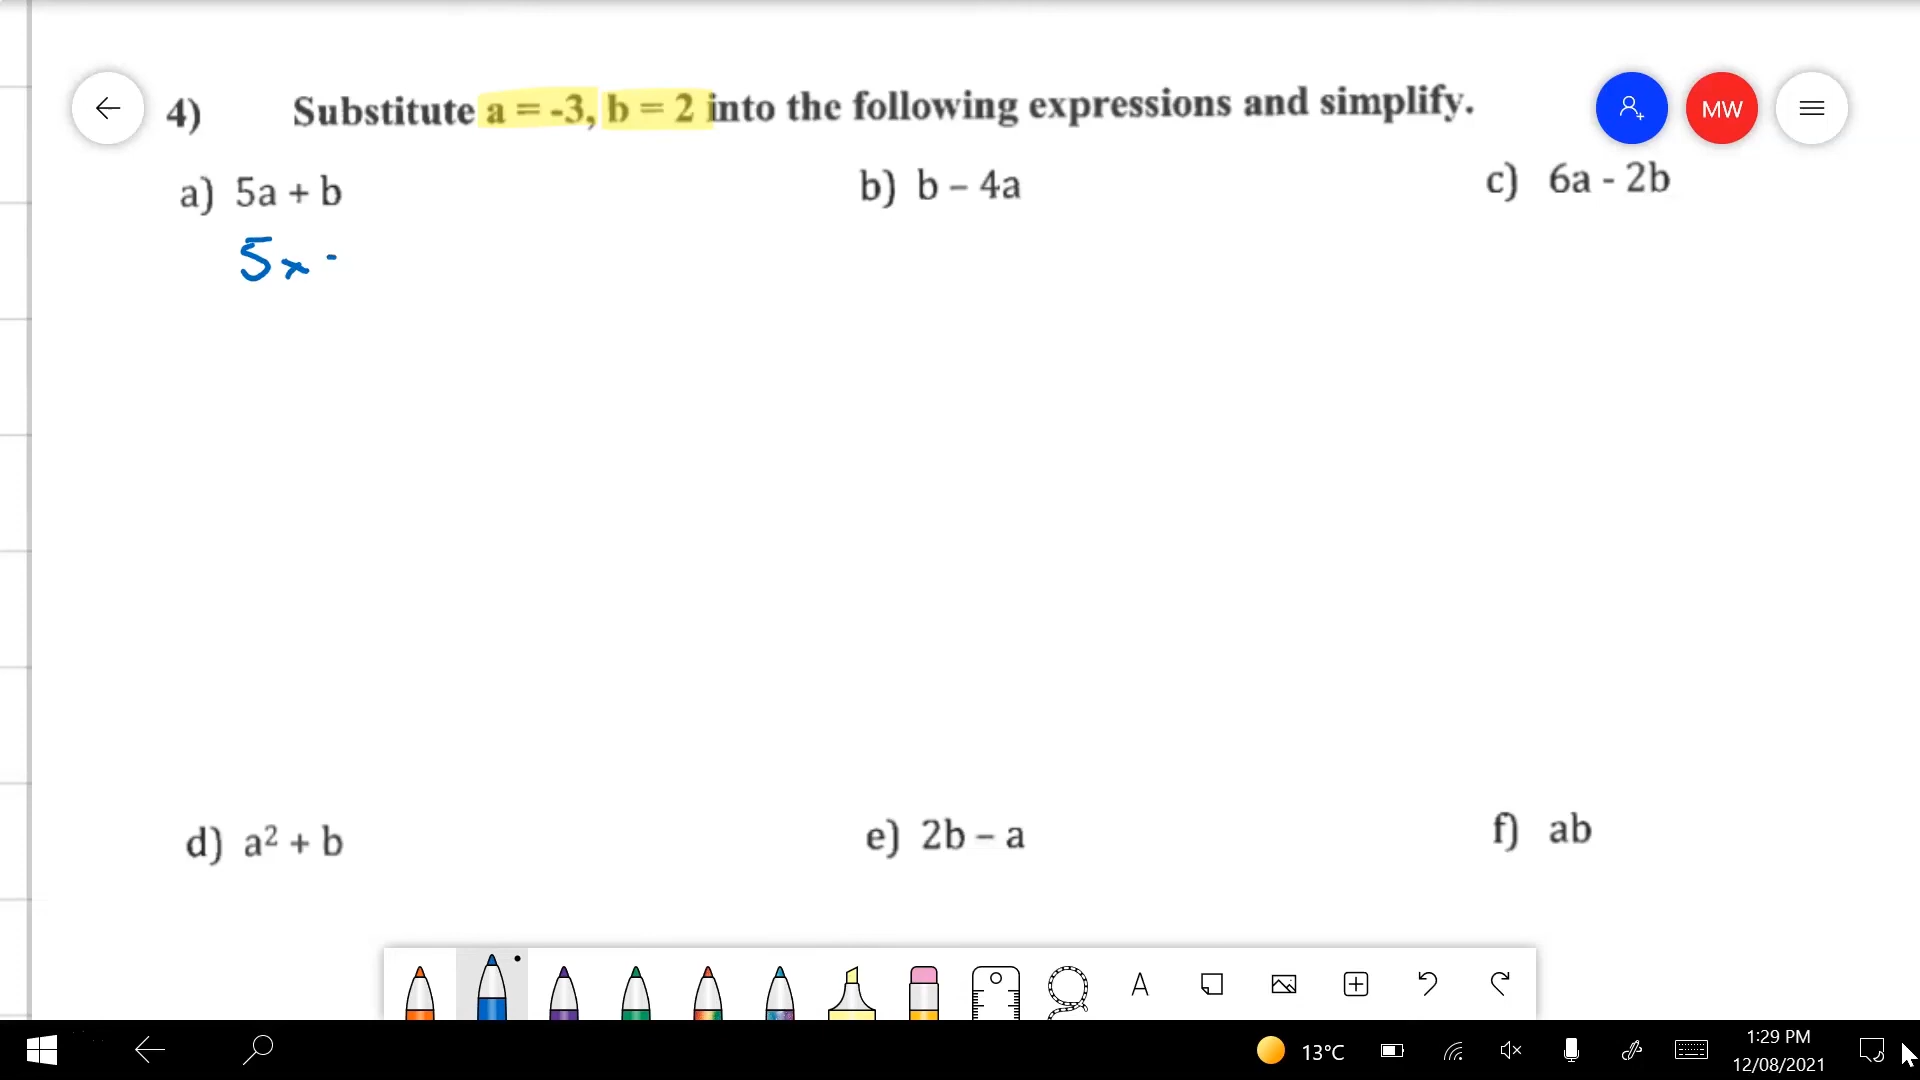 4) Substitute a = -3, b = 2 into the following expressions and simplify.
MW
a) 5a + b
b) b – 4a
c) 6a - 2b
5 x -
d) a² + b
e) 2b – a
f) ab
A
13°C
1:29 PM
12/08/2021